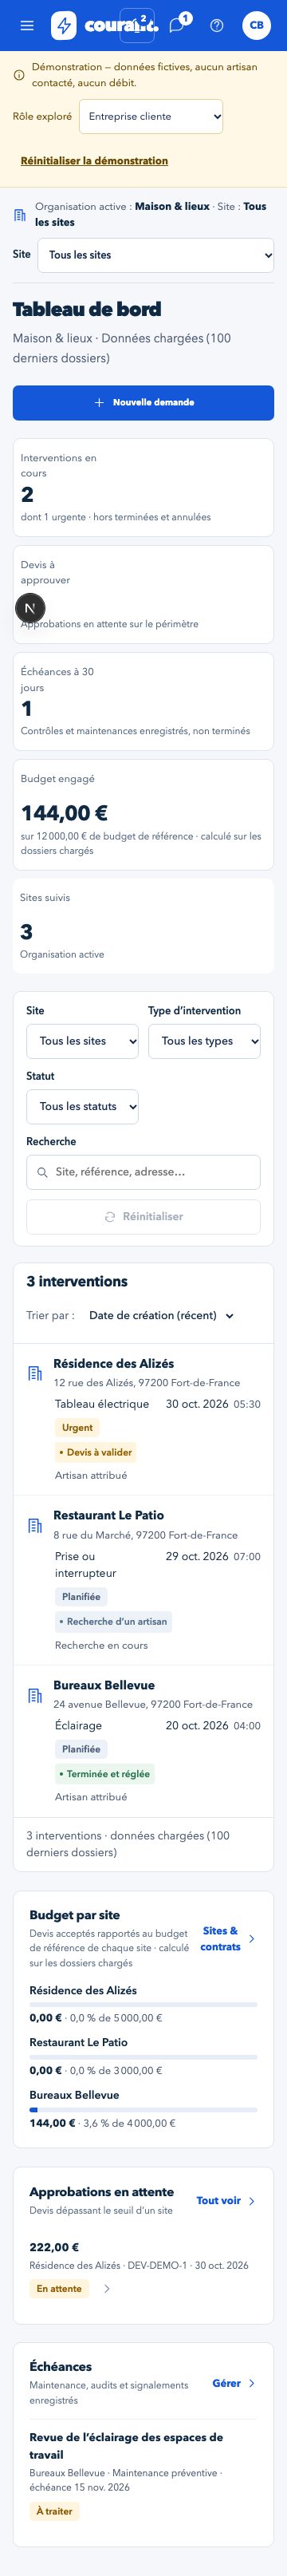 courant.
2
1
CB
Démonstration — données fictives, aucun artisan
contacté, aucun débit.
Rôle exploré
Entreprise cliente
Réinitialiser la démonstration
Organisation active : Maison & lieux · Site : Tous
les sites
Site
Tous les sites
Tableau de bord
Maison & lieux · Données chargées (100
derniers dossiers)
Nouvelle demande
Interventions en
cours
2
dont 1 urgente · hors terminées et annulées
Devis à
approuver
N
Approbations en attente sur le périmètre
Échéances à 30
jours
1
Contrôles et maintenances enregistrés, non terminés
Budget engagé
144,00 €
sur 12 000,00 € de budget de référence · calculé sur les
dossiers chargés
Sites suivis
3
Organisation active
Site
Type d’intervention
Tous les sites
Tous les types
Statut
Tous les statuts
Recherche
Site, référence, adresse…
Réinitialiser
3 interventions
Trier par :
Date de création (récent)
Résidence des Alizés
12 rue des Alizés, 97200 Fort-de-France
Tableau électrique
30 oct. 2026 05:30
Urgent
• Devis à valider
Artisan attribué
Restaurant Le Patio
8 rue du Marché, 97200 Fort-de-France
Prise ou
interrupteur
29 oct. 2026 07:00
Planifiée
• Recherche d’un artisan
Recherche en cours
Bureaux Bellevue
24 avenue Bellevue, 97200 Fort-de-France
Éclairage
20 oct. 2026 04:00
Planifiée
• Terminée et réglée
Artisan attribué
3 interventions · données chargées (100
derniers dossiers)
Budget par site
Devis acceptés rapportés au budget
de référence de chaque site · calculé
sur les dossiers chargés
Sites &
contrats
Résidence des Alizés
0,00 € · 0,0 % de 5 000,00 €
Restaurant Le Patio
0,00 € · 0,0 % de 3 000,00 €
Bureaux Bellevue
144,00 € · 3,6 % de 4 000,00 €
Approbations en attente
Devis dépassant le seuil d'un site
Tout voir
222,00 €
Résidence des Alizés · DEV-DEMO-1 · 30 oct. 2026
En attente
Échéances
Maintenance, audits et signalements
enregistrés
Gérer
Revue de l’éclairage des espaces de
travail
Bureaux Bellevue · Maintenance préventive ·
échéance 15 nov. 2026
À traiter